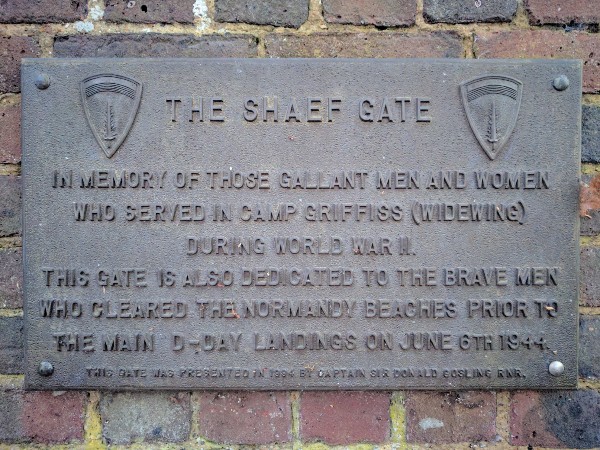 THE SHAEF GATE
IN MEMORY OF THOSE GALLANT MEN AND WOMEN
WHO SERVED IN CAMP GRIFFISS (WIDEWING)
DURING WORLD WAR II.
THIS GATE IS ALSO DEDICATED TO THE BRAVE MEN
WHO CLEARED THE NORMANDY BEACHES PRIOR TO
THE MAIN D-DAY LANDINGS ON JUNE 6TH 1944.
THIS GATE WAS PRESENTED IN 1994 BY CAPTAIN SIR DONALD GOSLING RNR.